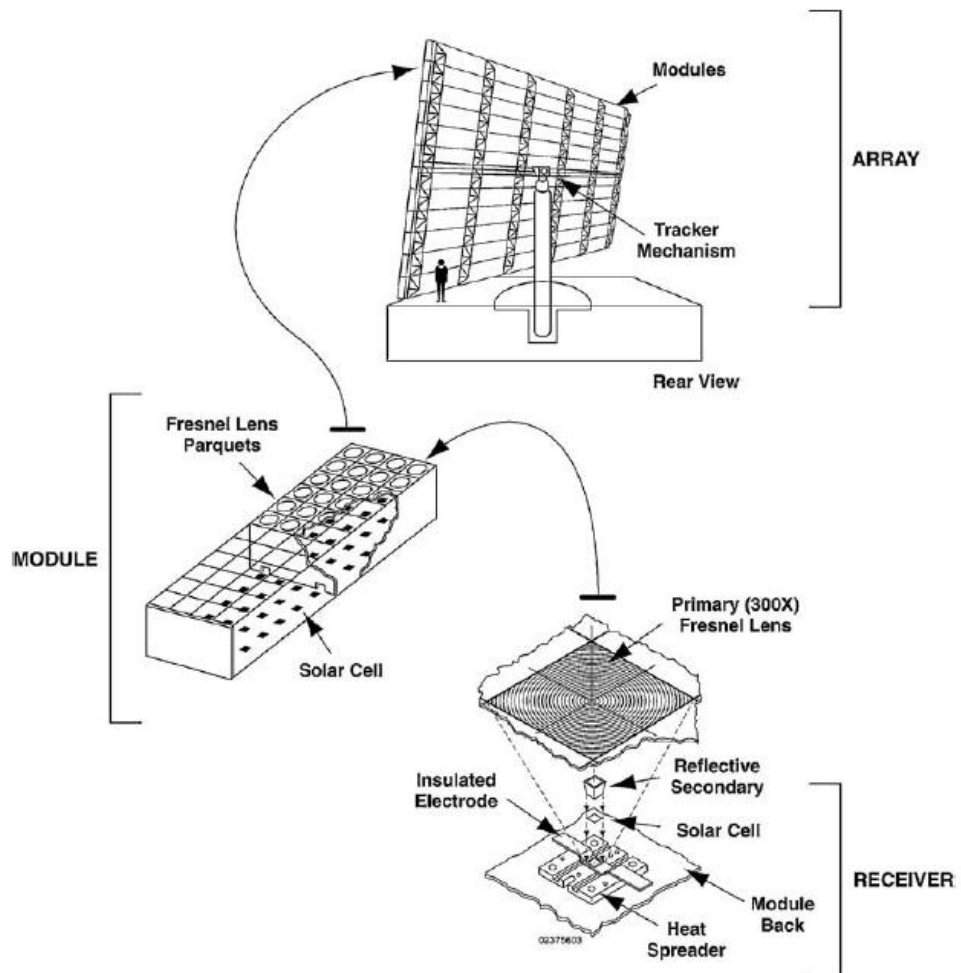 Modules
ARRAY
Tracker
Mechanism
Rear View
Fresnel Lens
Parquets
MODULE
Solar Cell
Primary (300X)
Fresnel Lens
Reflective
Secondary
Insulated
Electrode
Solar Cell
RECEIVER
Module
Back
Heat
Spreader
02375603